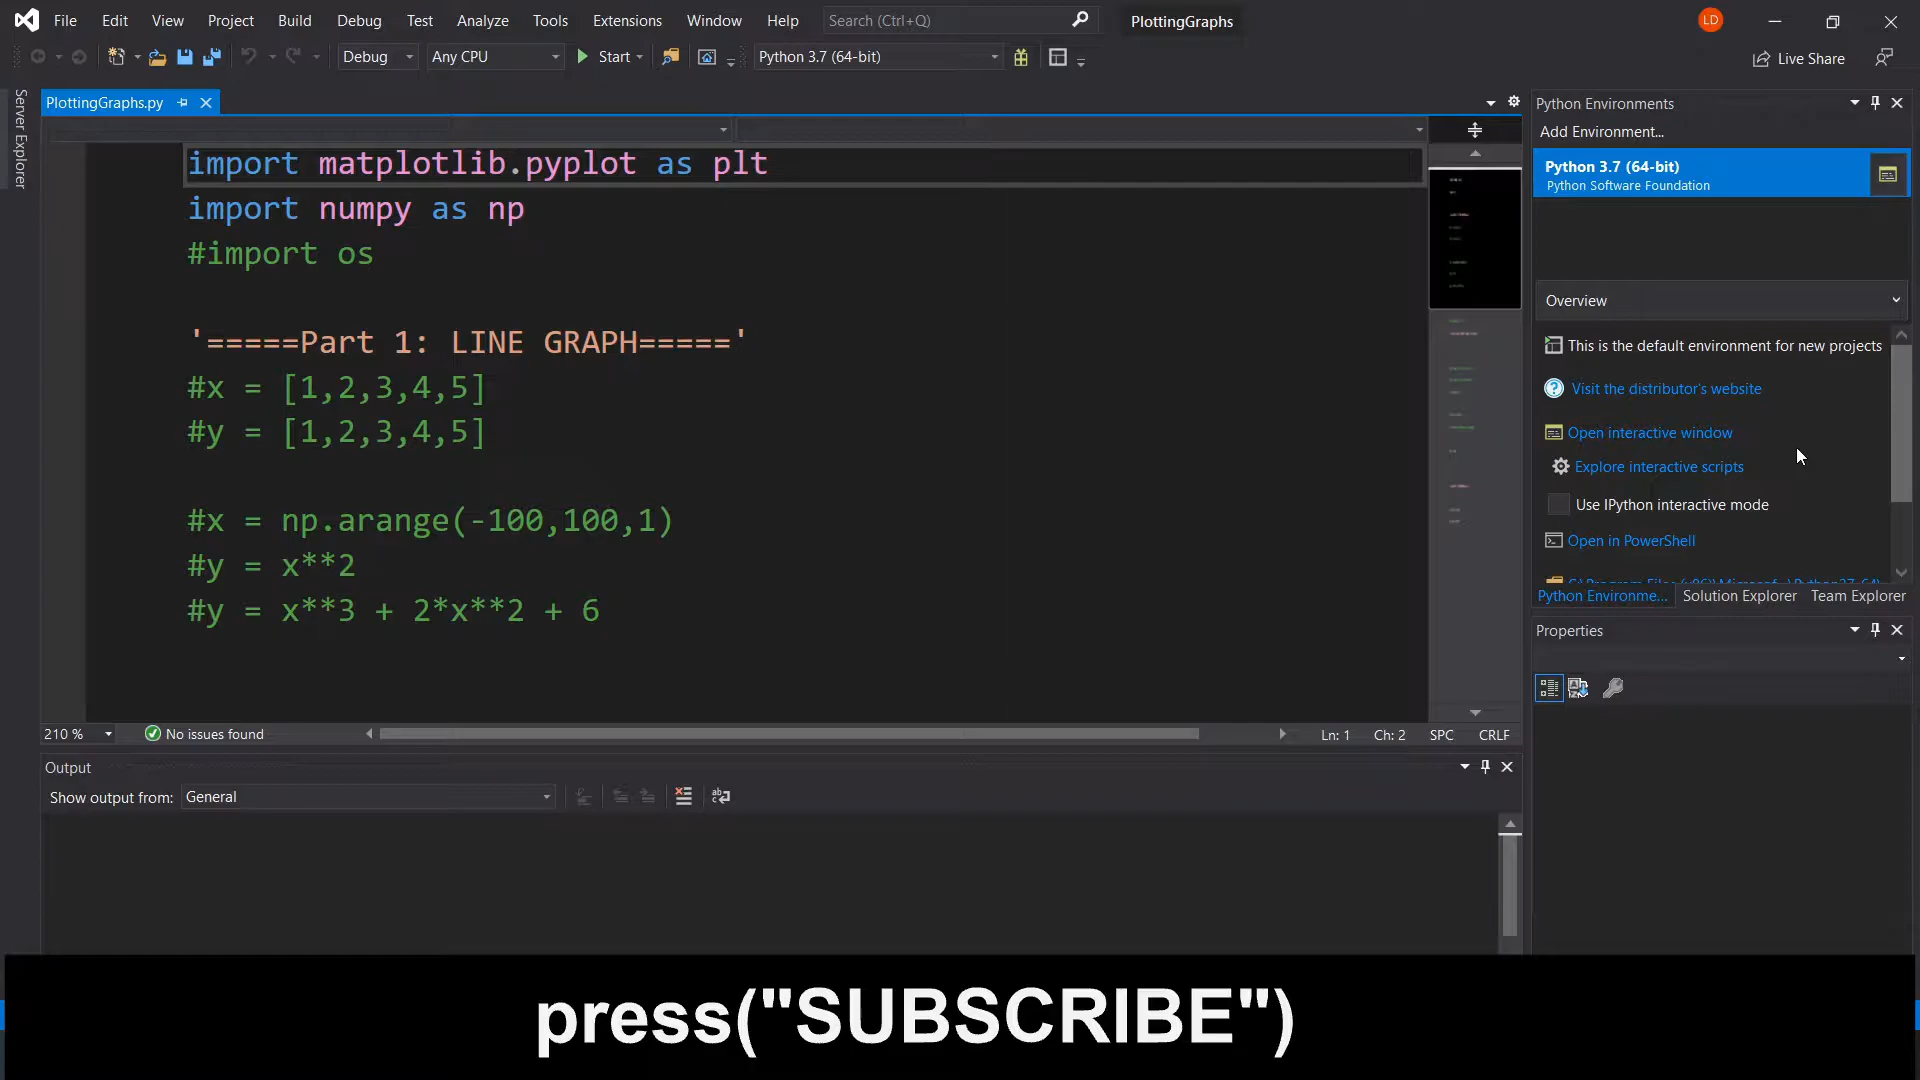 File Edit View Project Build Debug Test Analyze Tools Extensions Window Help Search (Ctrl+Q) PlottingGraphs LD
Debug Any CPU Start Python 3.7 (64-bit) Live Share
Server Explorer
PlottingGraphs.py
import matplotlib.pyplot as plt
import numpy as np
#import os
'=====Part 1: LINE GRAPH====='
#x = [1,2,3,4,5]
#y = [1,2,3,4,5]
#x = np.arange(-100,100,1)
#y = x**2
#y = x**3 + 2*x**2 + 6
210 % No issues found Ln: 1 Ch: 2 SPC CRLF
Output
Show output from: General
Python Environments
Add Environment...
Python 3.7 (64-bit)
Python Software Foundation
Overview
This is the default environment for new projects
Visit the distributor's website
Open interactive window
Explore interactive scripts
Use IPython interactive mode
Open in PowerShell
Python Environme... Solution Explorer Team Explorer
Properties
press("SUBSCRIBE")